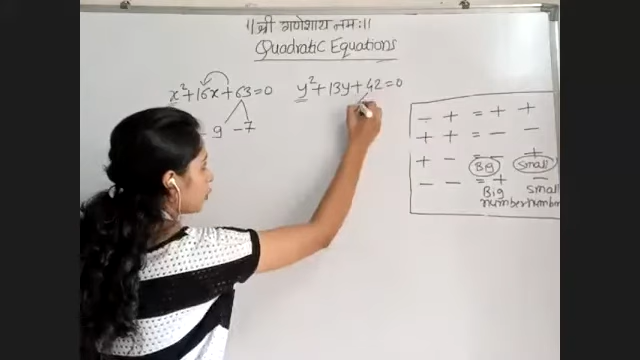 ॥श्री गणेशाय नमः॥
Quadratic Equations
x²+16x+63=0 y²+13y+42=0
9 -7
- + = + +
+ + = - -
+ - = - +
Big Small
- - = + -
Big small
number number